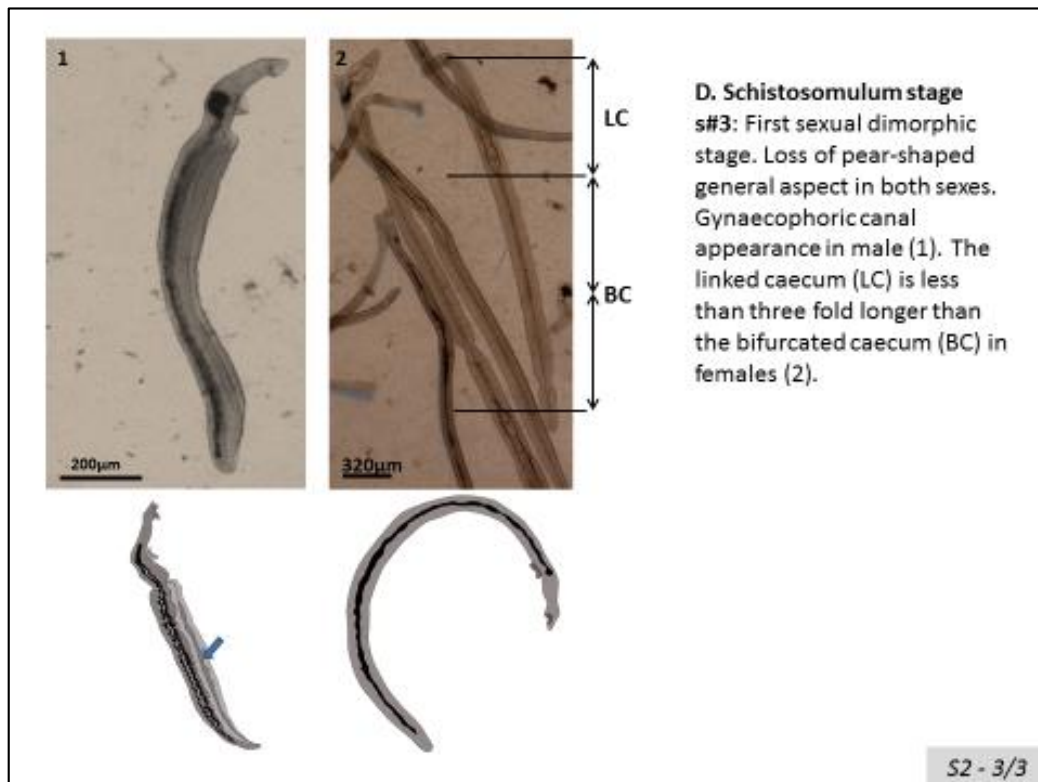 1
2
LC
BC
200µm
320µm
D. Schistosomulum stage
s#3: First sexual dimorphic
stage. Loss of pear-shaped
general aspect in both sexes.
Gynaecophoric canal
appearance in male (1). The
linked caecum (LC) is less
than three fold longer than
the bifurcated caecum (BC) in
females (2).
S2 - 3/3